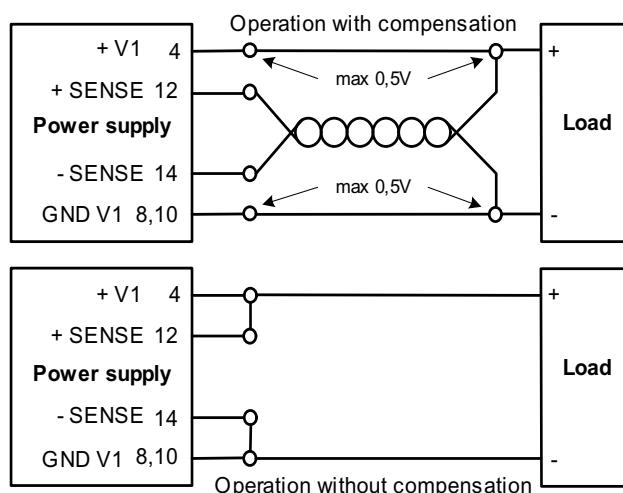 Operation with compensation
+ V1 4
+
max 0,5V
+ SENSE 12
Power supply
Load
- SENSE 14
max 0,5V
GND V1 8,10
-
+ V1 4
+
+ SENSE 12
Power supply
Load
- SENSE 14
GND V1 8,10
-
Operation without compensation